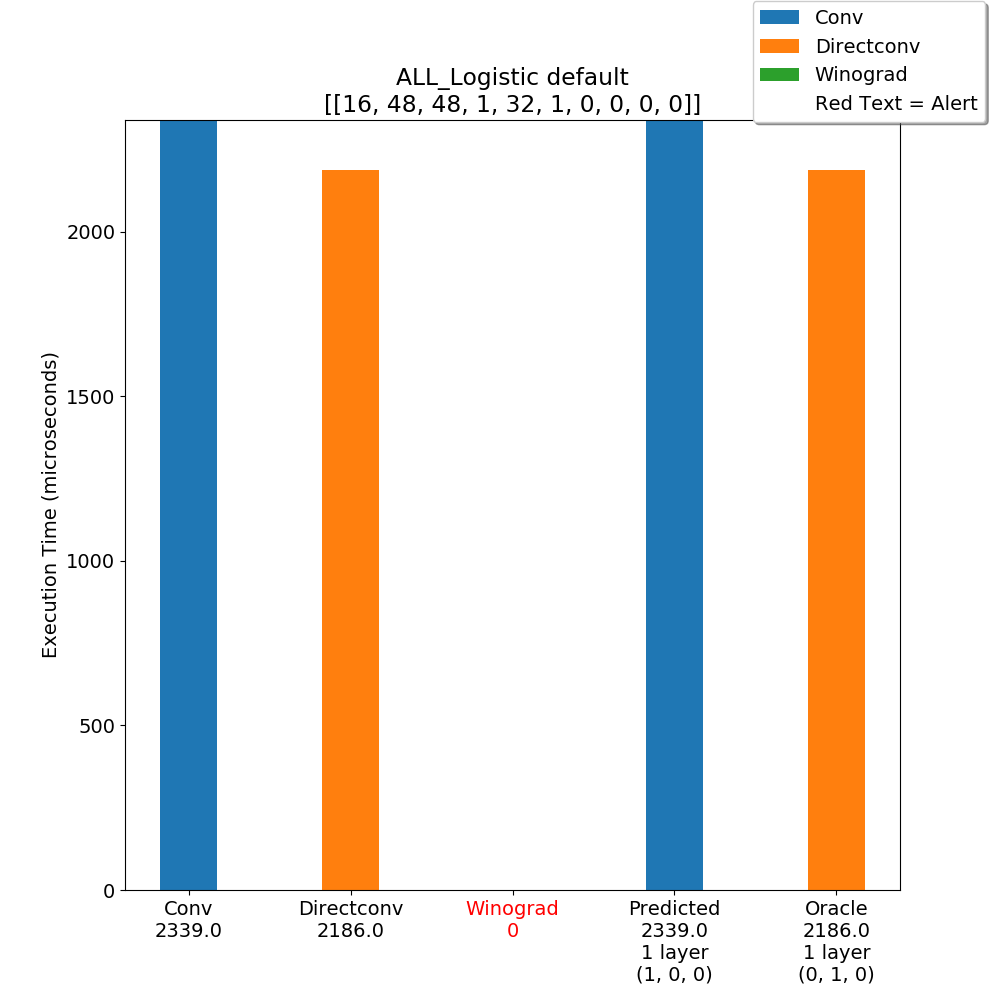 Conv
Directconv
Winograd
Red Text = Alert
ALL_Logistic default
[[16, 48, 48, 1, 32, 1, 0, 0, 0, 0]]
Execution Time (microseconds)
2000
1500
1000
500
0
Conv
2339.0
Directconv
2186.0
Winograd
0
Predicted
2339.0
1 layer
(1, 0, 0)
Oracle
2186.0
1 layer
(0, 1, 0)